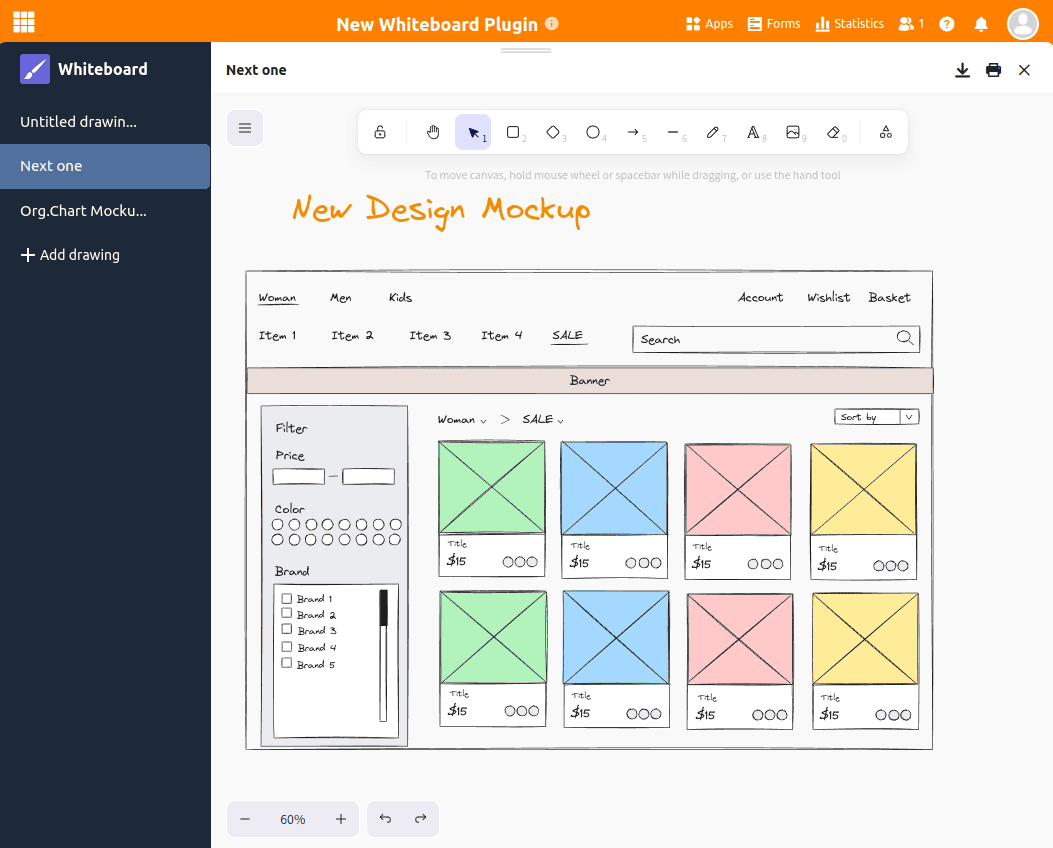 New Whiteboard Plugin
Apps Forms Statistics 1
Whiteboard
Untitled drawin...
Next one
Org.Chart Mocku...
Add drawing
Next one
1 2 3 4 5 6 7 8 9 0
To move canvas, hold mouse wheel or spacebar while dragging, or use the hand tool
New Design Mockup
Woman Men Kids Account Wishlist Basket
Item 1 Item 2 Item 3 Item 4 SALE Search
Banner
Filter
Price
Color
Brand
Brand 1
Brand 2
Brand 3
Brand 4
Brand 5
Woman > SALE Sort by
Title Title Title Title
$15 $15 $15 $15
Title Title Title Title
$15 $15 $15 $15
60%